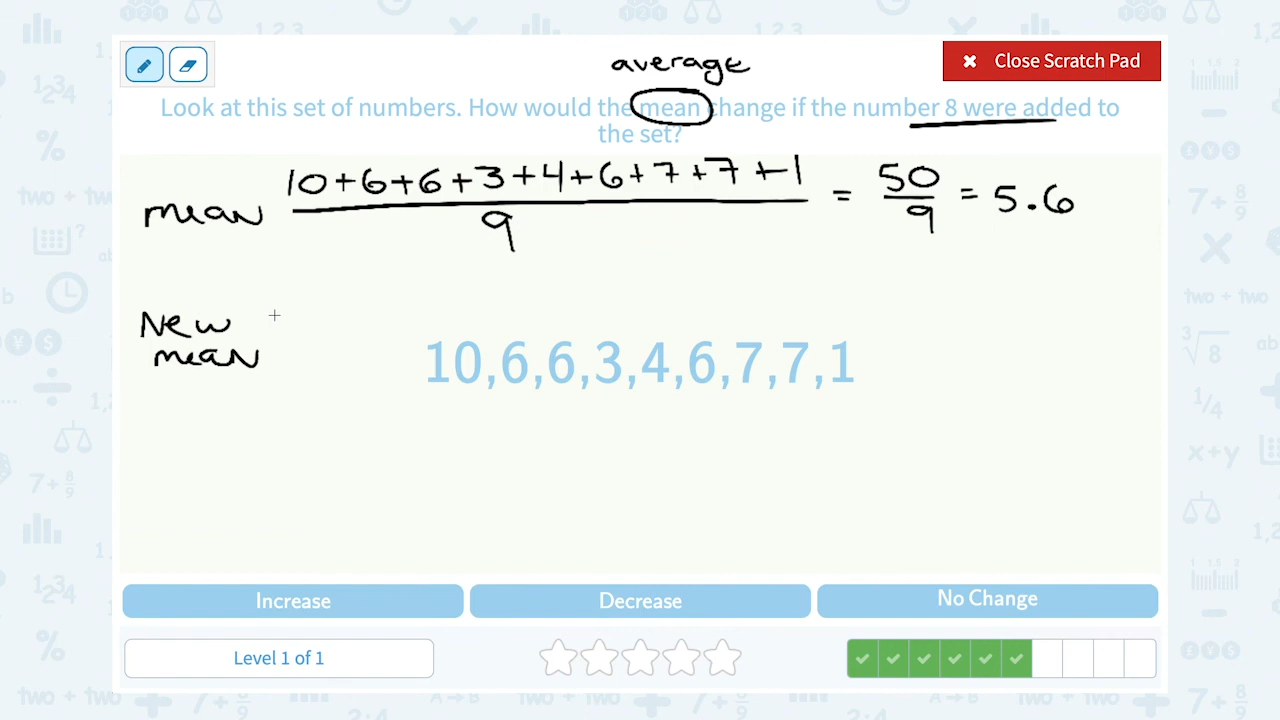 average
Close Scratch Pad
Look at this set of numbers. How would the mean change if the number 8 were added to
the set?
mean 10+6+6+3+4+6+7+7+1 / 9 = 50/9 = 5.6
New
mean
10,6,6,3,4,6,7,7,1
Increase Decrease No Change
Level 1 of 1